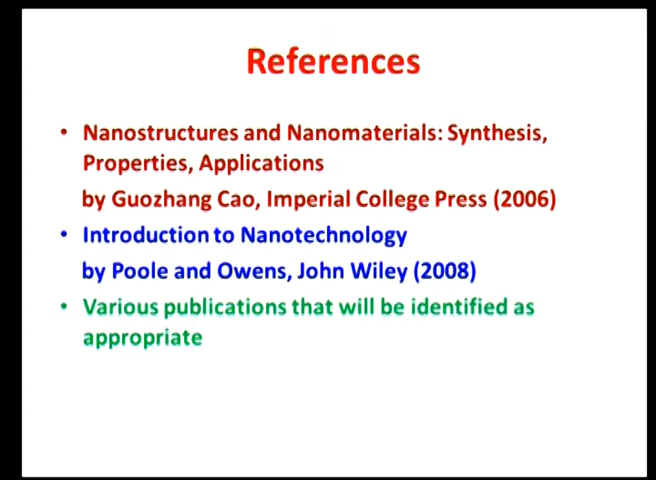 References
• Nanostructures and Nanomaterials: Synthesis,
Properties, Applications
by Guozhang Cao, Imperial College Press (2006)
• Introduction to Nanotechnology
by Poole and Owens, John Wiley (2008)
• Various publications that will be identified as
appropriate